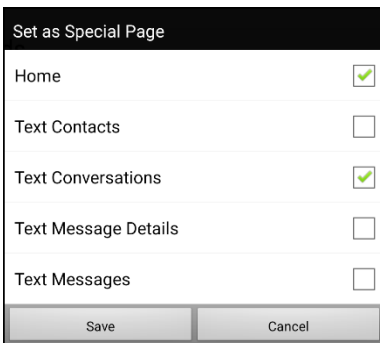 Set as Special Page
Home
Text Contacts
Text Conversations
Text Message Details
Text Messages
Save Cancel